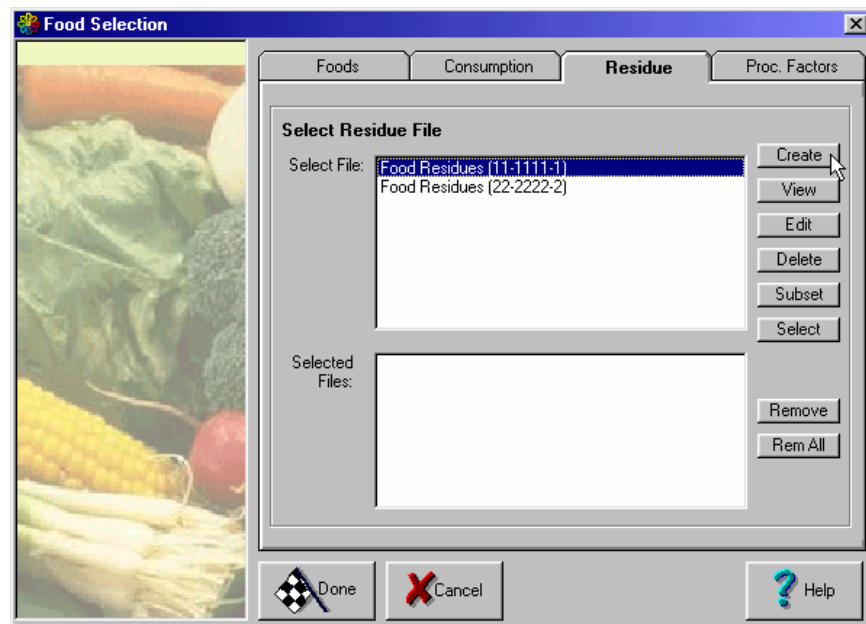 Food Selection
Foods
Consumption
Residue
Proc. Factors
Select Residue File
Select File:
Food Residues (11-1111-1)
Food Residues (22-2222-2)
Create
View
Edit
Delete
Subset
Select
Selected
Files:
Remove
Rem All
Done
Cancel
Help